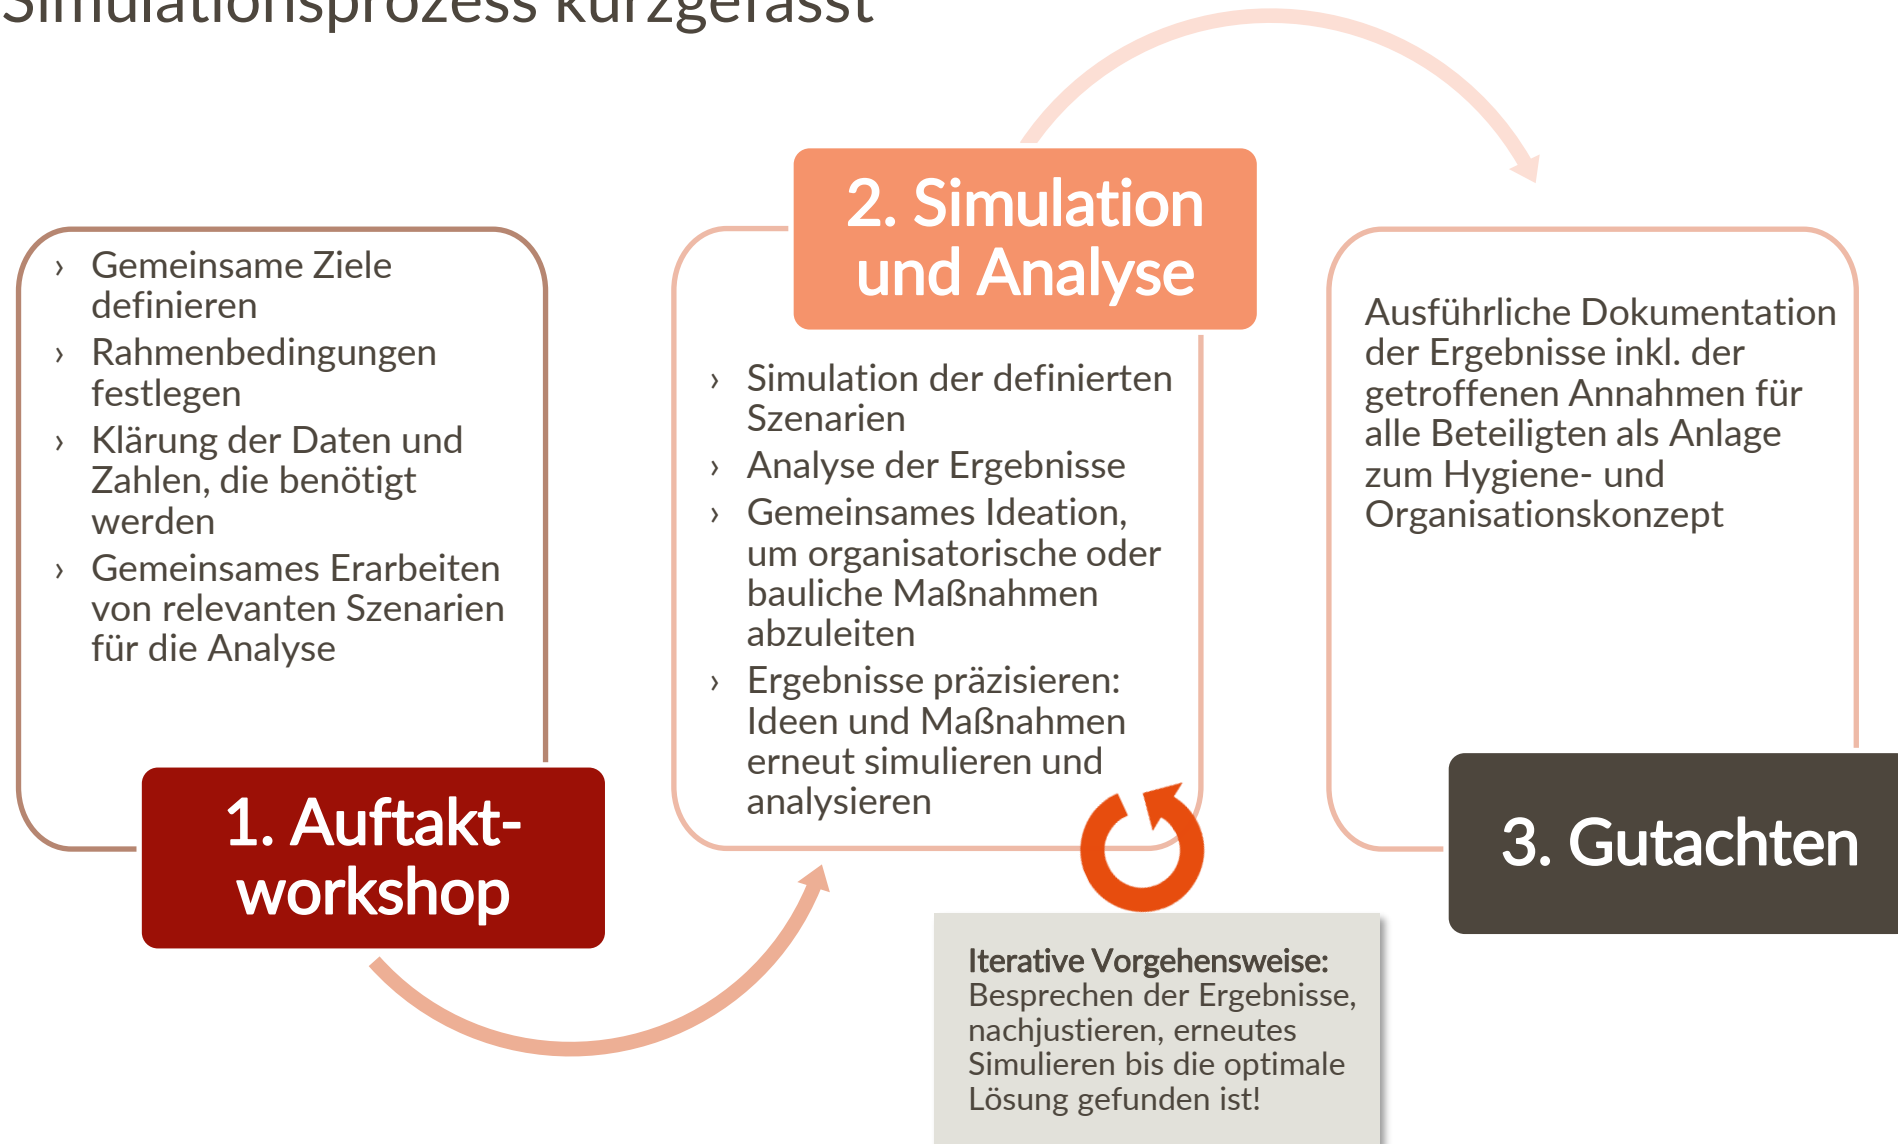 Simulationsprozess kurzgefasst
› Gemeinsame Ziele
definieren
› Rahmenbedingungen
festlegen
› Klärung der Daten und
Zahlen, die benötigt
werden
› Gemeinsames Erarbeiten
von relevanten Szenarien
für die Analyse
1. Auftakt-
workshop
2. Simulation
und Analyse
› Simulation der definierten
Szenarien
› Analyse der Ergebnisse
› Gemeinsames Ideation,
um organisatorische oder
bauliche Maßnahmen
abzuleiten
› Ergebnisse präzisieren:
Ideen und Maßnahmen
erneut simulieren und
analysieren
Iterative Vorgehensweise:
Besprechen der Ergebnisse,
nachjustieren, erneutes
Simulieren bis die optimale
Lösung gefunden ist!
Ausführliche Dokumentation
der Ergebnisse inkl. der
getroffenen Annahmen für
alle Beteiligten als Anlage
zum Hygiene- und
Organisationskonzept
3. Gutachten